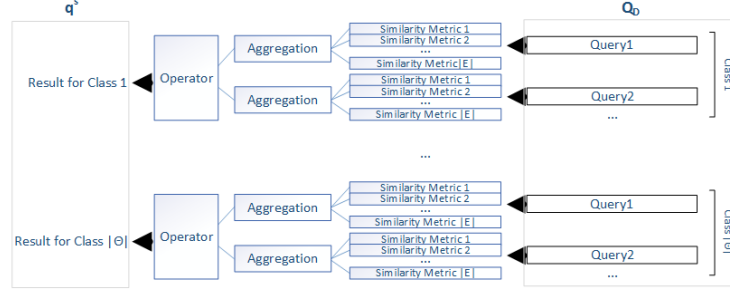 q^s Q_D
Similarity Metric 1
Similarity Metric 2
...
Similarity Metric|E|
Aggregation
Query1
Class 1
Result for Class 1
Operator
Similarity Metric 1
Similarity Metric 2
...
Similarity Metric |E|
Aggregation
Query2
...
...
Similarity Metric 1
Similarity Metric 2
...
Similarity Metric |E|
Aggregation
Query1
Class |Θ|
Result for Class |Θ|
Operator
Similarity Metric 1
Similarity Metric 2
...
Similarity Metric |E|
Aggregation
Query2
...